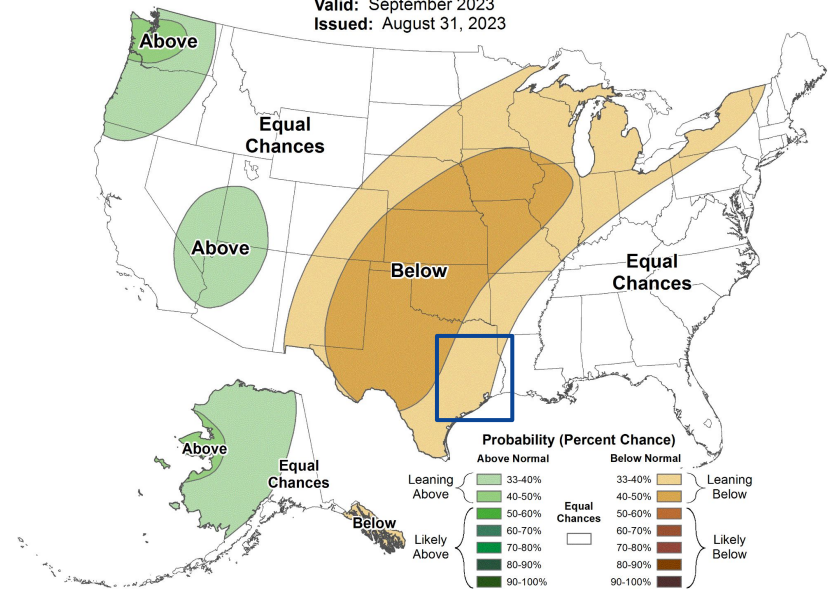 Valid: September 2023
Issued: August 31, 2023
Above
Equal
Chances
Above
Below
Equal
Chances
Above
Equal
Chances
Below
Probability (Percent Chance)
Above Normal
Below Normal
Leaning
Above
33-40%
40-50%
Likely
Above
50-60%
60-70%
70-80%
80-90%
90-100%
Equal
Chances
33-40%
40-50%
Leaning
Below
50-60%
60-70%
70-80%
80-90%
90-100%
Likely
Below